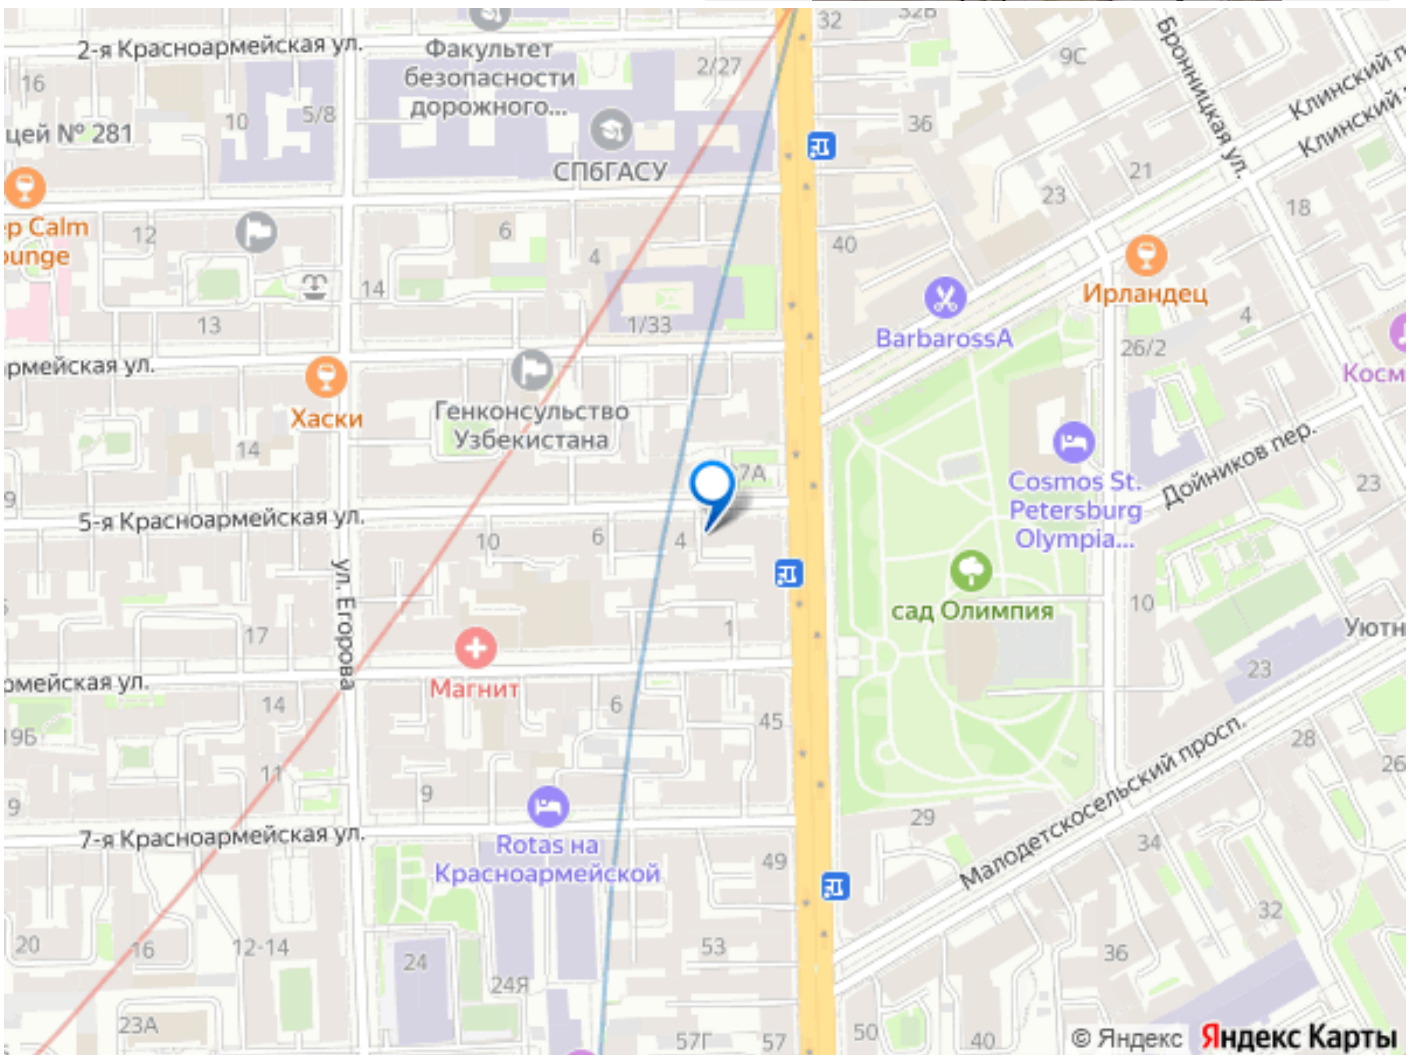 32
32В
2-я Красноармейская ул.
Факультет
безопасности
дорожного...
2/27
9С
Бронницкая ул.
Клинский п
Клинский
16
10
5/8
36
цей № 281
СПбГАСУ
21
23
18
ер Calm
ounge
12
6
4
40
Ирландец
14
13
1/33
BarbarossA
4
26/2
рмейская ул.
Косм
Хаски
Генконсульство
Узбекистана
14
7А
Cosmos St.
Petersburg
Olympia...
Дойников пер.
23
9
5-я Красноармейская ул.
10
6
4
ул. Егорова
сад Олимпия
10
Уютн
17
1
23
омейская ул.
Магнит
14
6
45
19Б
28
26
11
9
9
Малодетскосельский просп.
7-я Красноармейская ул.
29
34
Rotas на
Красноармейской
49
32
20
16
12-14
24
53
36
24Я
23А
57Г
57
50
40
© Яндекс Яндекс Карты